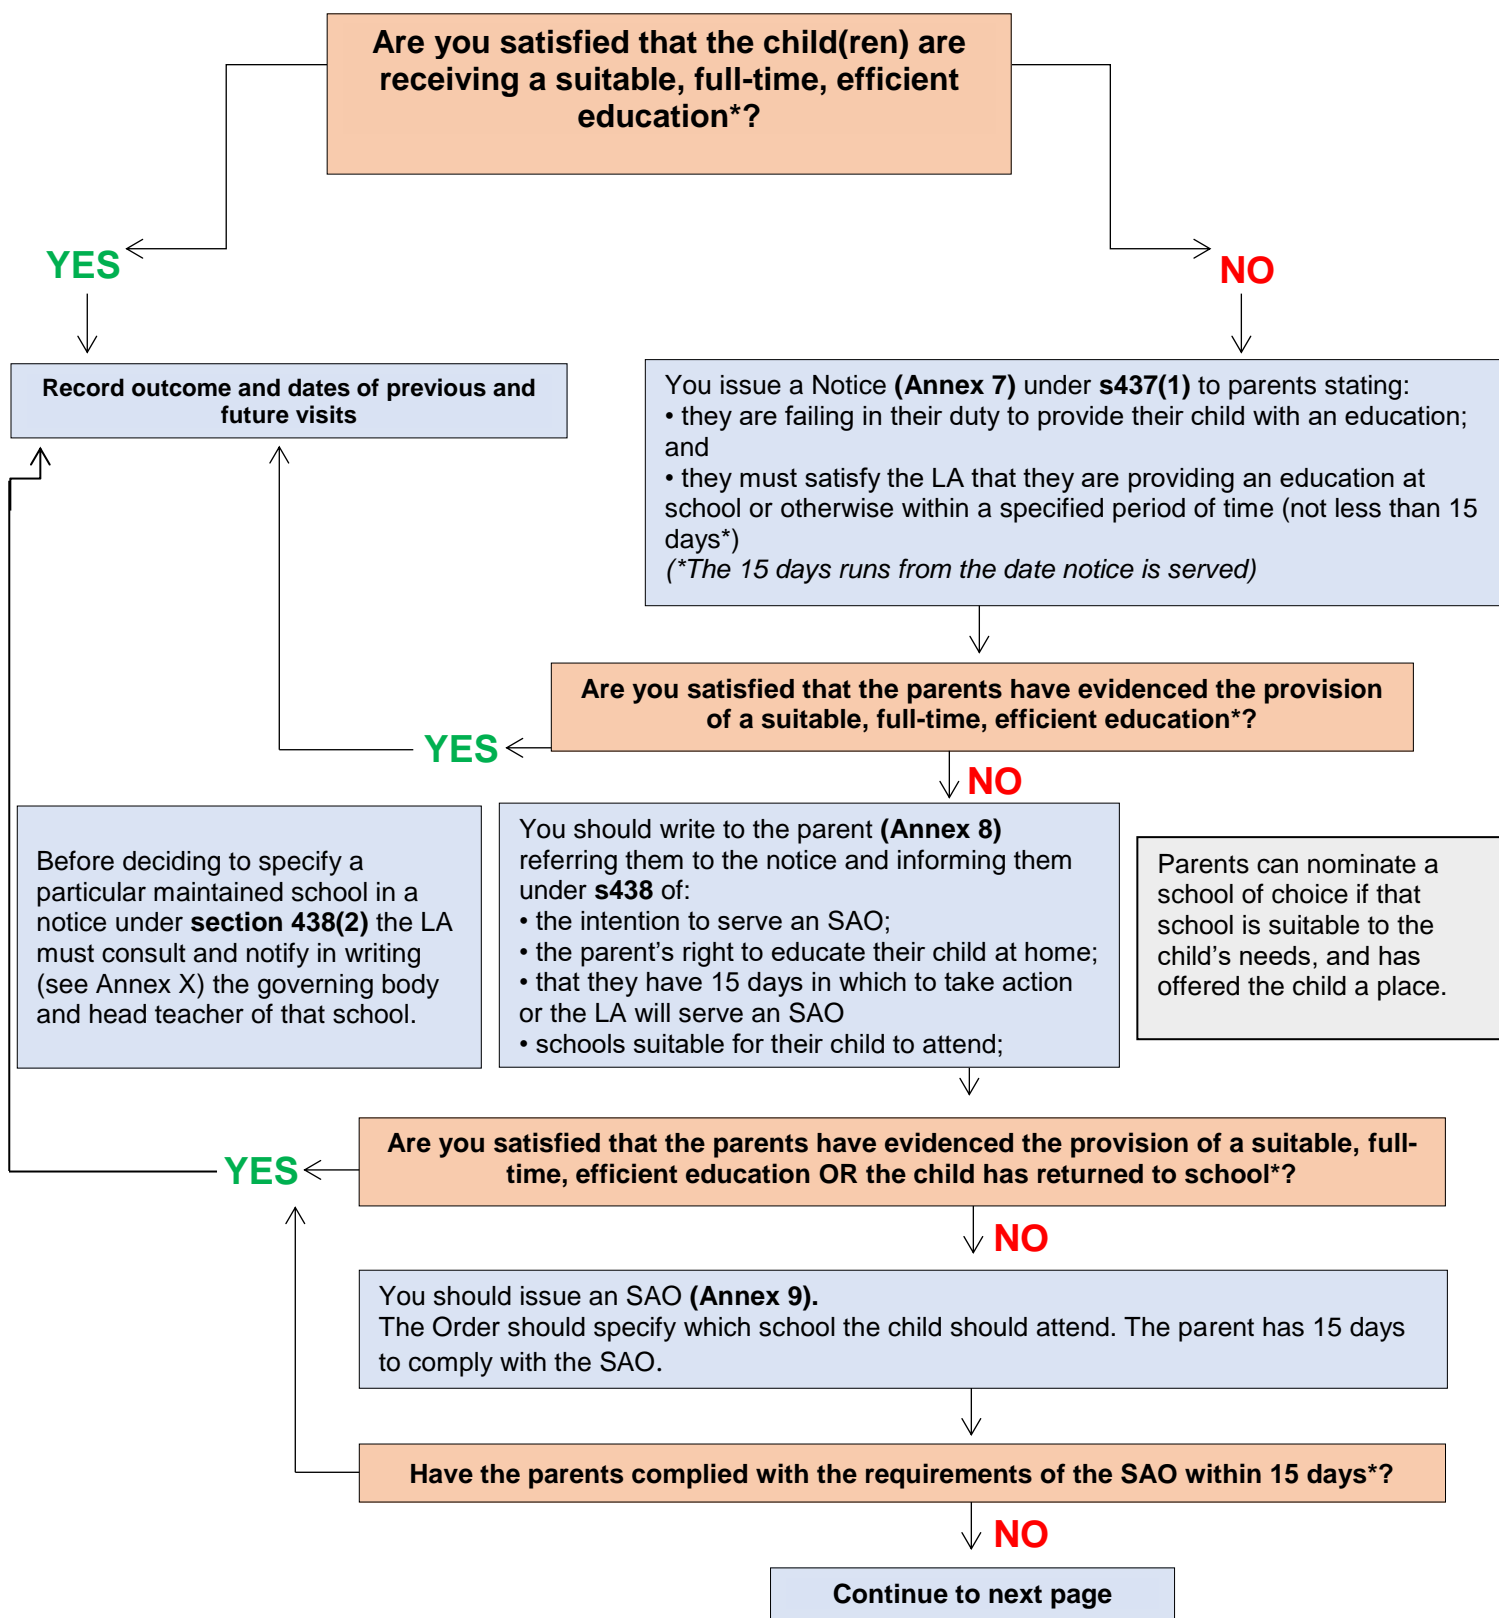 Are you satisfied that the child(ren) are
receiving a suitable, full-time, efficient
education*?
YES
NO
Record outcome and dates of previous and
future visits
You issue a Notice (Annex 7) under s437(1) to parents stating:
• they are failing in their duty to provide their child with an education;
and
• they must satisfy the LA that they are providing an education at
school or otherwise within a specified period of time (not less than 15
days*)
(*The 15 days runs from the date notice is served)
Are you satisfied that the parents have evidenced the provision
of a suitable, full-time, efficient education*?
YES
NO
Before deciding to specify a
particular maintained school in a
notice under section 438(2) the LA
must consult and notify in writing
(see Annex X) the governing body
and head teacher of that school.
You should write to the parent (Annex 8)
referring them to the notice and informing them
under s438 of:
• the intention to serve an SAO;
• the parent’s right to educate their child at home;
• that they have 15 days in which to take action
or the LA will serve an SAO
• schools suitable for their child to attend;
Parents can nominate a
school of choice if that
school is suitable to the
child’s needs, and has
offered the child a place.
Are you satisfied that the parents have evidenced the provision of a suitable, full-
time, efficient education OR the child has returned to school*?
YES
NO
You should issue an SAO (Annex 9).
The Order should specify which school the child should attend. The parent has 15 days
to comply with the SAO.
Have the parents complied with the requirements of the SAO within 15 days*?
NO
Continue to next page